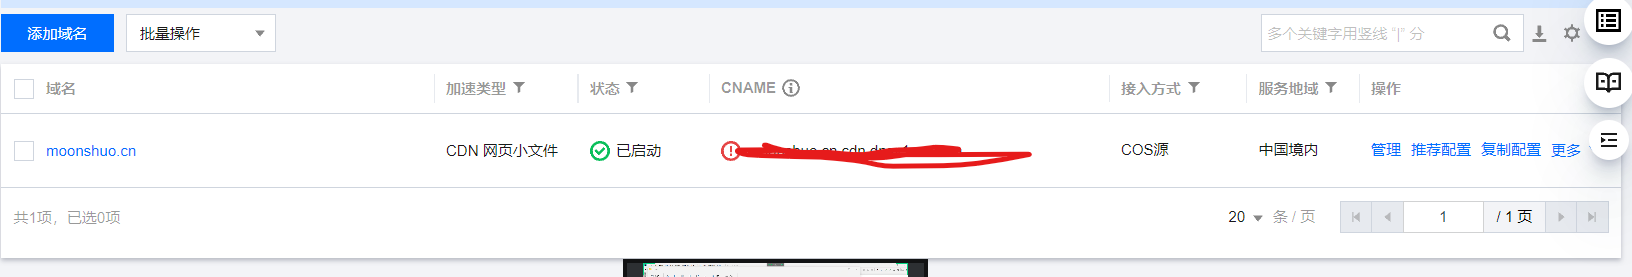 添加域名 批量操作 多个关键字用竖线 “|” 分
域名 加速类型 状态 CNAME 接入方式 服务地域 操作
moonshuo.cn CDN 网页小文件 已启动 COS源 中国境内 管理 推荐配置 复制配置 更多
共1项，已选0项 20 条 / 页 1 / 1 页